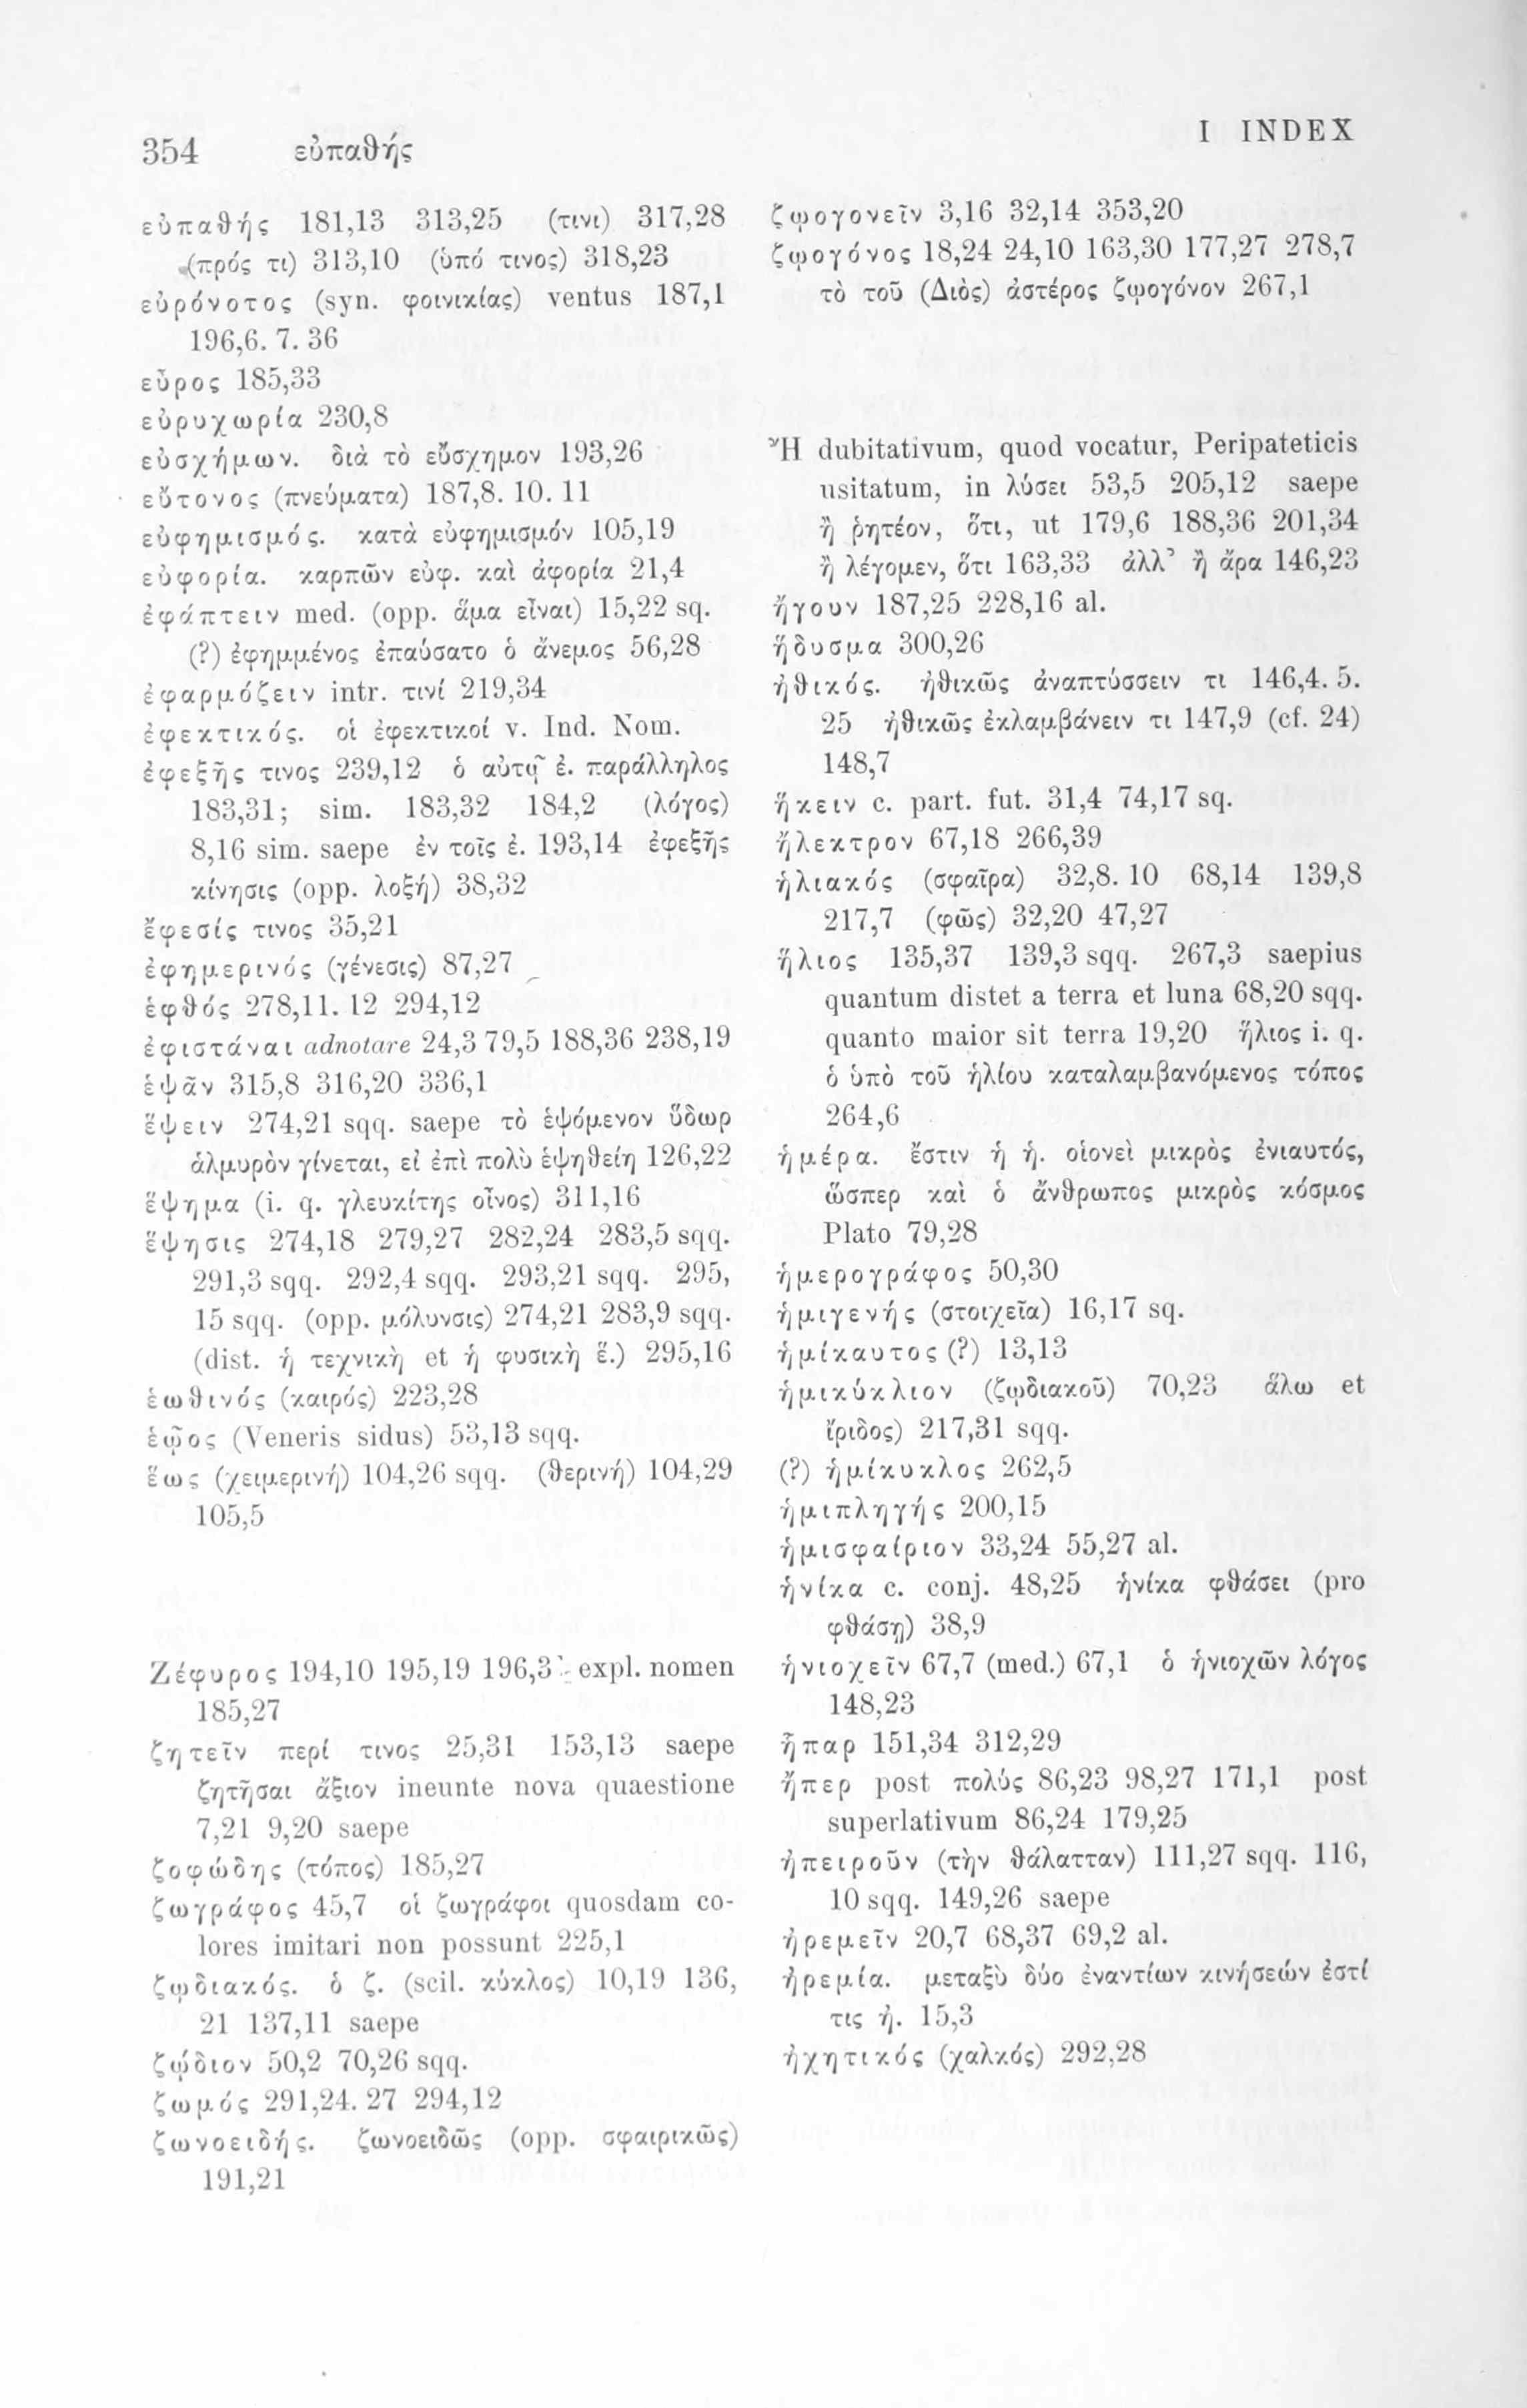 354 εὐπαθής
I INDEX
εὐπαθής 181,13 313,25 (τινι) 317,28
(πρός τι) 313,10 (ὑπό τινος) 318,23
εὐρόνοτος (syn. φοινικίας) ventus 187,1
196,6. 7. 36
εὖρος 185,33
εὐρυχωρία 230,8
εὐσχήμων. διὰ τὸ εὔσχημον 193,26
εὔτονος (πνεύματα) 187,8. 10. 11
εὐφημισμός. κατὰ εὐφημισμόν 105,19
εὐφορία. καρπῶν εὐφ. καὶ ἀφορία 21,4
ἐφάπτειν med. (opp. ἅμα εἶναι) 15,22 sq.
(?) ἐφημμένος ἐπαύσατο ὁ ἄνεμος 56,28
ἐφαρμόζειν intr. τινί 219,34
ἐφεκτικός. οἱ ἐφεκτικοί v. Ind. Nom.
ἐφεξῆς τινος 239,12 ὁ αὐτῷ ἐ. παράλληλος
183,31; sim. 183,32 184,2 (λόγος)
8,16 sim. saepe ἐν τοῖς ἐ. 193,14 ἐφεξῆς
κίνησις (opp. λοξή) 38,32
ἔφεσίς τινος 35,21
ἐφημερινός (γένεσις) 87,27
ἑφθός 278,11. 12 294,12
ἐφιστάναι adnotare 24,3 79,5 188,36 238,19
ἑψᾶν 315,8 316,20 336,1
ἕψειν 274,21 sqq. saepe τὸ ἑψόμενον ὕδωρ
ἁλμυρὸν γίνεται, εἰ ἐπὶ πολὺ ἑψηθείη 126,22
ἕψημα (i. q. γλευκίτης οἶνος) 311,16
ἕψησις 274,18 279,27 282,24 283,5 sqq.
291,3 sqq. 292,4 sqq. 293,21 sqq. 295,
15 sqq. (opp. μόλυνσις) 274,21 283,9 sqq.
(dist. ἡ τεχνικὴ et ἡ φυσικὴ ἕ.) 295,16
ἑωθινός (καιρός) 223,28
ἑῷος (Veneris sidus) 53,13 sqq.
ἕως (χειμερινή) 104,26 sqq. (θερινή) 104,29
105,5
Ζέφυρος 194,10 195,19 196,3 expl. nomen
185,27
ζητεῖν περί τινος 25,31 153,13 saepe
ζητῆσαι ἄξιον ineunte nova quaestione
7,21 9,20 saepe
ζοφώδης (τόπος) 185,27
ζωγράφος 45,7 οἱ ζωγράφοι quosdam co-
lores imitari non possunt 225,1
ζῳδιακός. ὁ ζ. (scil. κύκλος) 10,19 136,
21 137,11 saepe
ζῴδιον 50,2 70,26 sqq.
ζωμός 291,24. 27 294,12
ζωνοειδής. ζωνοειδῶς (opp. σφαιρικῶς)
191,21
ζῳογονεῖν 3,16 32,14 353,20
ζῳογόνος 18,24 24,10 163,30 177,27 278,7
τὸ τοῦ (Διὸς) ἀστέρος ζῳογόνον 267,1
Ἢ dubitativum, quod vocatur, Peripateticis
usitatum, in λύσει 53,5 205,12 saepe
ἢ ῥητέον, ὅτι, ut 179,6 188,36 201,34
ἢ λέγομεν, ὅτι 163,33 ἀλλ’ ἢ ἄρα 146,23
ἤγουν 187,25 228,16 al.
ἥδυσμα 300,26
ἠθικός. ἠθικῶς ἀναπτύσσειν τι 146,4. 5.
25 ἠθικῶς ἐκλαμβάνειν τι 147,9 (cf. 24)
148,7
ἥκειν c. part. fut. 31,4 74,17 sq.
ἤλεκτρον 67,18 266,39
ἡλιακός (σφαῖρα) 32,8. 10 68,14 139,8
217,7 (φῶς) 32,20 47,27
ἥλιος 135,37 139,3 sqq. 267,3 saepius
quantum distet a terra et luna 68,20 sqq.
quanto maior sit terra 19,20 ἥλιος i. q.
ὁ ὑπὸ τοῦ ἡλίου καταλαμβανόμενος τόπος
264,6
ἡμέρα. ἔστιν ἡ ἡ. οἱονεὶ μικρὸς ἐνιαυτός,
ὥσπερ καὶ ὁ ἄνθρωπος μικρὸς κόσμος
Plato 79,28
ἡμερογράφος 50,30
ἡμιγενής (στοιχεῖα) 16,17 sq.
ἡμίκαυτος (?) 13,13
ἡμικύκλιον (ζῳδιακοῦ) 70,23 ἅλω et
ἴριδος) 217,31 sqq.
(?) ἡμίκυκλος 262,5
ἡμιπληγής 200,15
ἡμισφαίριον 33,24 55,27 al.
ἡνίκα c. conj. 48,25 ἡνίκα φθάσει (pro
φθάσῃ) 38,9
ἡνιοχεῖν 67,7 (med.) 67,1 ὁ ἡνιοχῶν λόγος
148,23
ἧπαρ 151,34 312,29
ἤπερ post πολύς 86,23 98,27 171,1 post
superlativum 86,24 179,25
ἠπειροῦν (τὴν θάλατταν) 111,27 sqq. 116,
10 sqq. 149,26 saepe
ἠρεμεῖν 20,7 68,37 69,2 al.
ἠρεμία. μεταξὺ δύο ἐναντίων κινήσεών ἐστί
τις ἠ. 15,3
ἠχητικός (χαλκός) 292,28